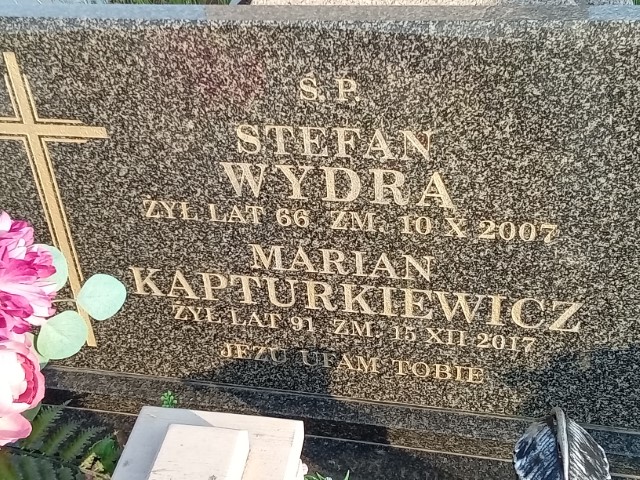 Ś.P.
STEFAN
WYDRA
ŻYŁ LAT 66 ZM. 10 X 2007
MARIAN
KAPTURKIEWICZ
ŻYŁ LAT 91 ZM. 15 XII 2017
JEZU UFAM TOBIE